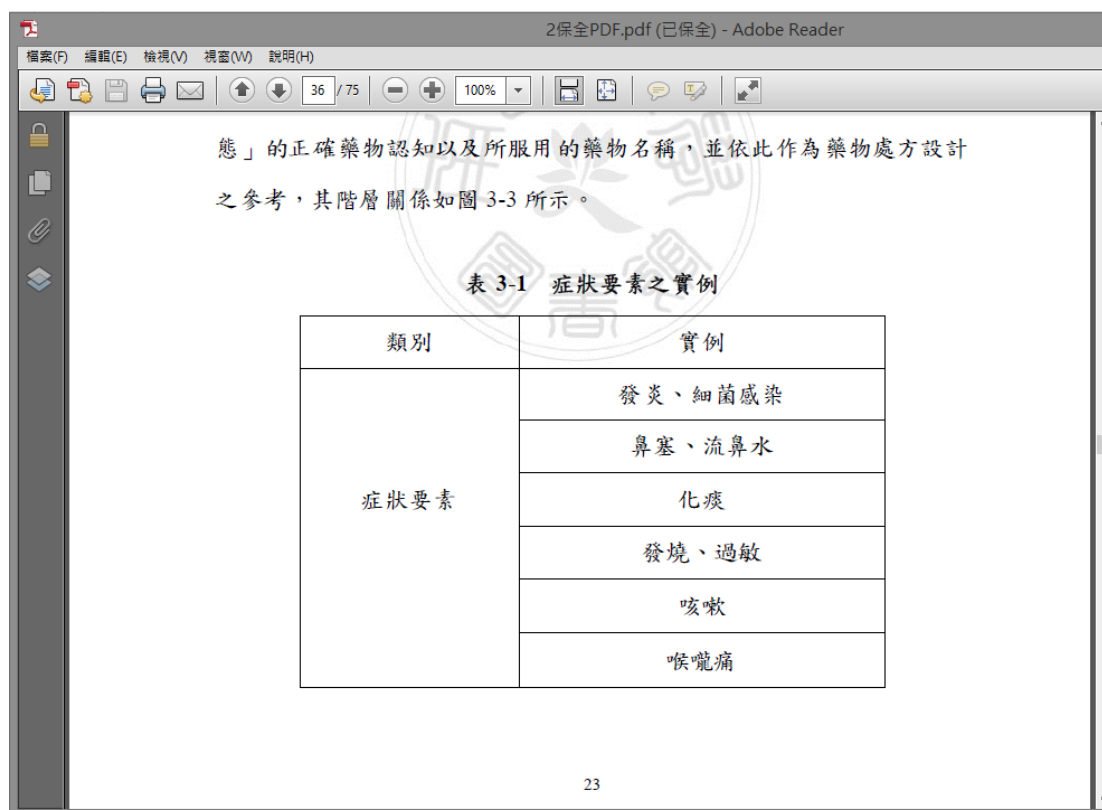 2保全PDF.pdf (已保全) - Adobe Reader
檔案(F) 編輯(E) 檢視(V) 視窗(W) 說明(H)
36 / 75 100%
態」的正確藥物認知以及所服用的藥物名稱，並依此作為藥物處方設計
之參考，其階層關係如圖 3-3 所示。
表 3-1 症狀要素之實例
類別 實例
發炎、細菌感染
鼻塞、流鼻水
症狀要素 化痰
發燒、過敏
咳嗽
喉嚨痛
23